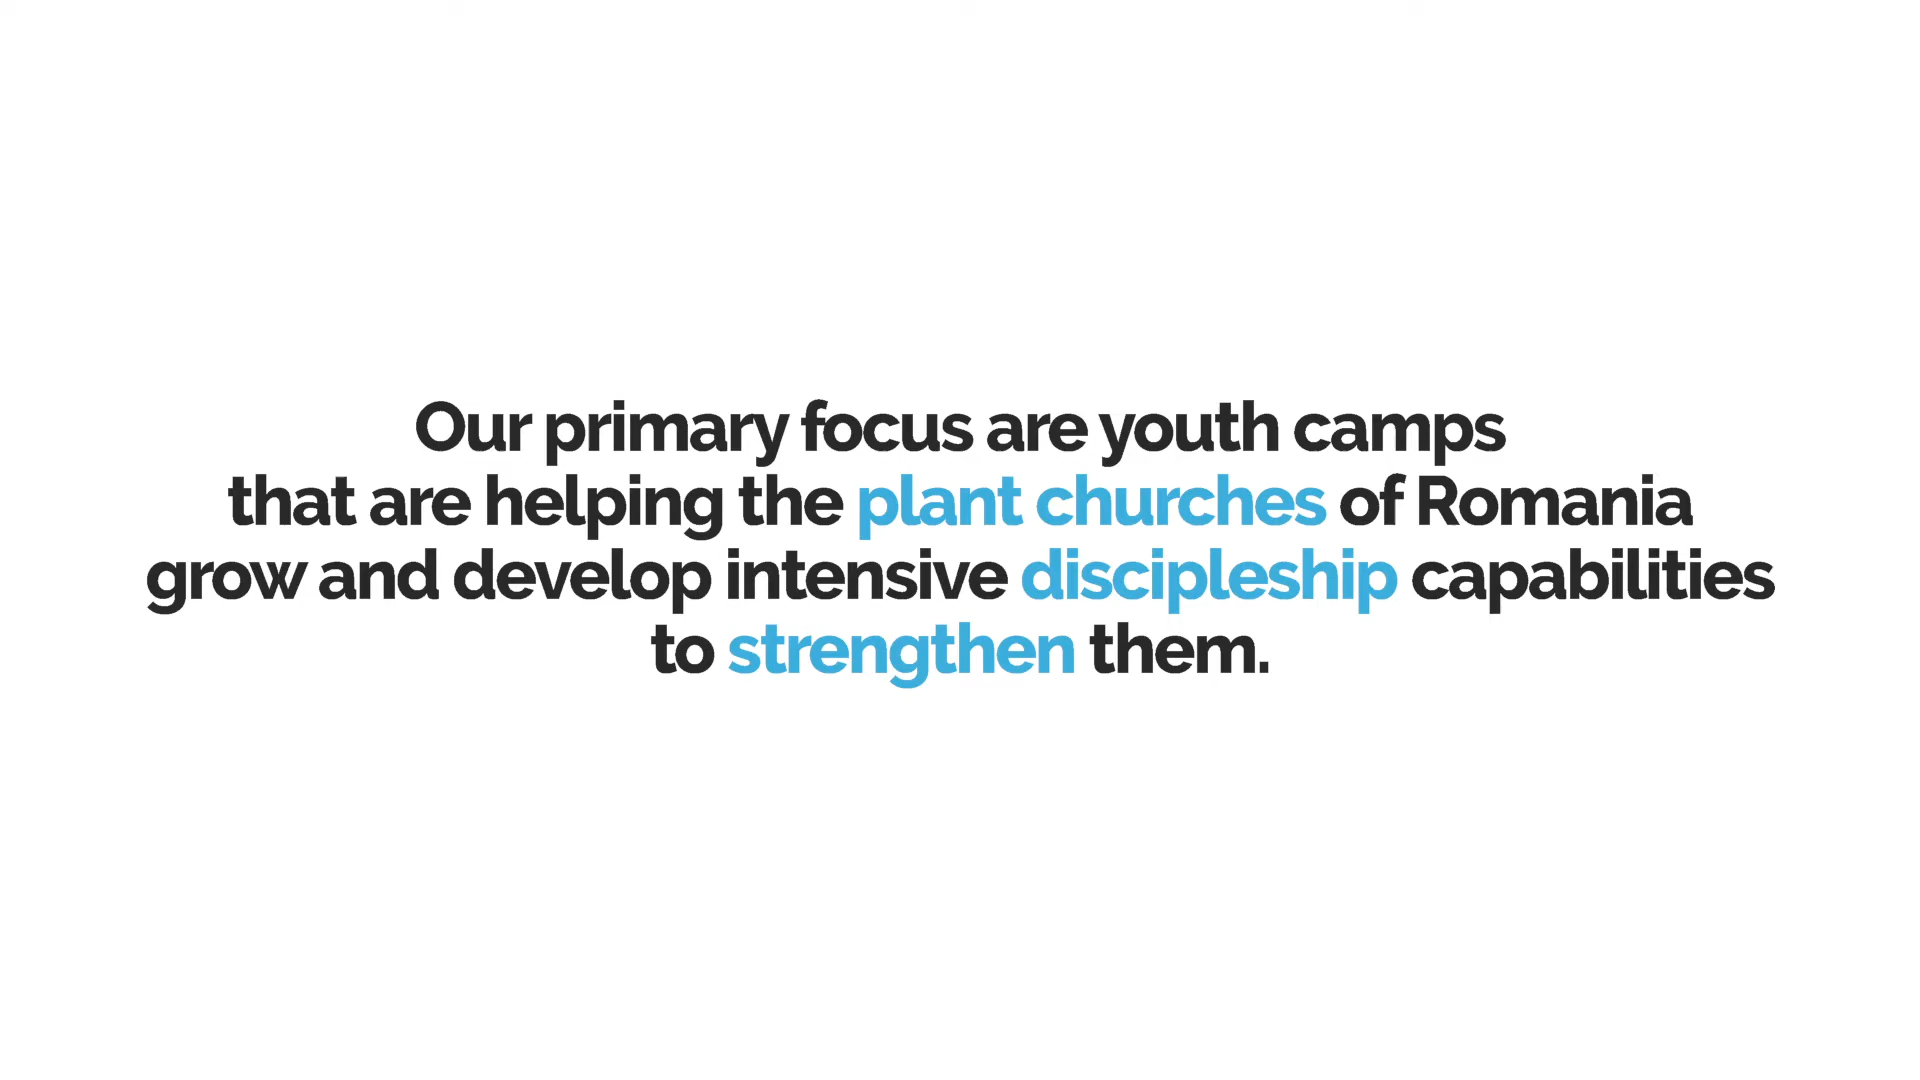 Our primary focus are youth camps
that are helping the plant churches of Romania
grow and develop intensive discipleship capabilities
to strengthen them.